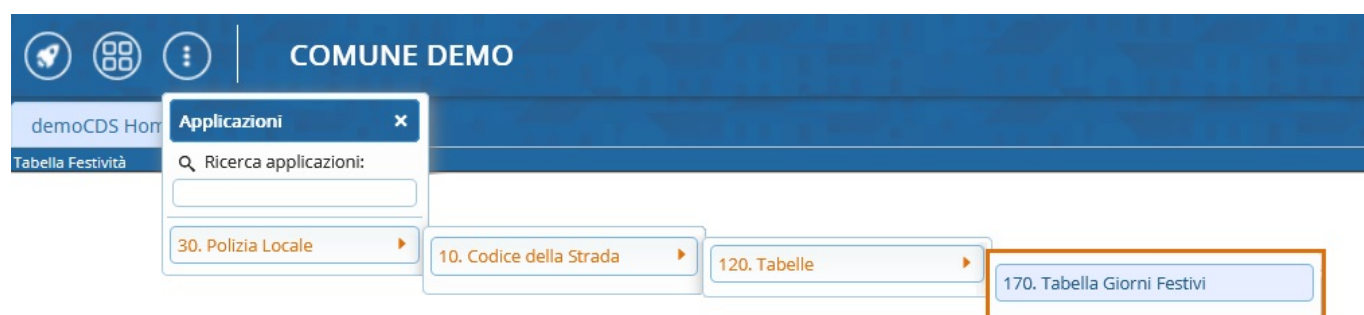 COMUNE DEMO
demoCDS Hom
Applicazioni
Tabella Festività
Ricerca applicazioni:
30. Polizia Locale
10. Codice della Strada
120. Tabelle
170. Tabella Giorni Festivi